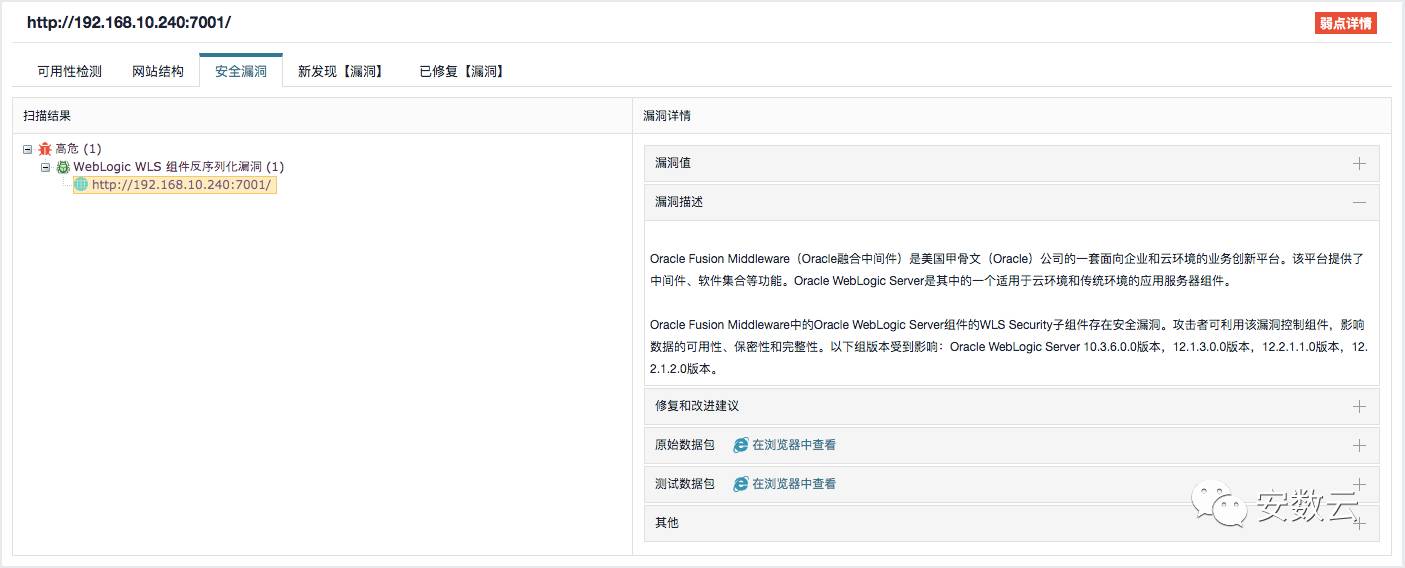 http://192.168.10.240:7001/
弱点详情
可用性检测 网站结构 安全漏洞 新发现【漏洞】 已修复【漏洞】
扫描结果
高危 (1)
WebLogic WLS 组件反序列化漏洞 (1)
http://192.168.10.240:7001/
漏洞详情
漏洞值
漏洞描述
Oracle Fusion Middleware（Oracle融合中间件）是美国甲骨文（Oracle）公司的一套面向企业和云环境的业务创新平台。该平台提供了
中间件、软件集合等功能。Oracle WebLogic Server是其中的一个适用于云环境和传统环境的应用服务器组件。
Oracle Fusion Middleware中的Oracle WebLogic Server组件的WLS Security子组件存在安全漏洞。攻击者可利用该漏洞控制组件，影响
数据的可用性、保密性和完整性。以下组版本受到影响：Oracle WebLogic Server 10.3.6.0.0版本，12.1.3.0.0版本，12.2.1.1.0版本，12.
2.1.2.0版本。
修复和改进建议
原始数据包 在浏览器中查看
测试数据包 在浏览器中查看
其他
安数云